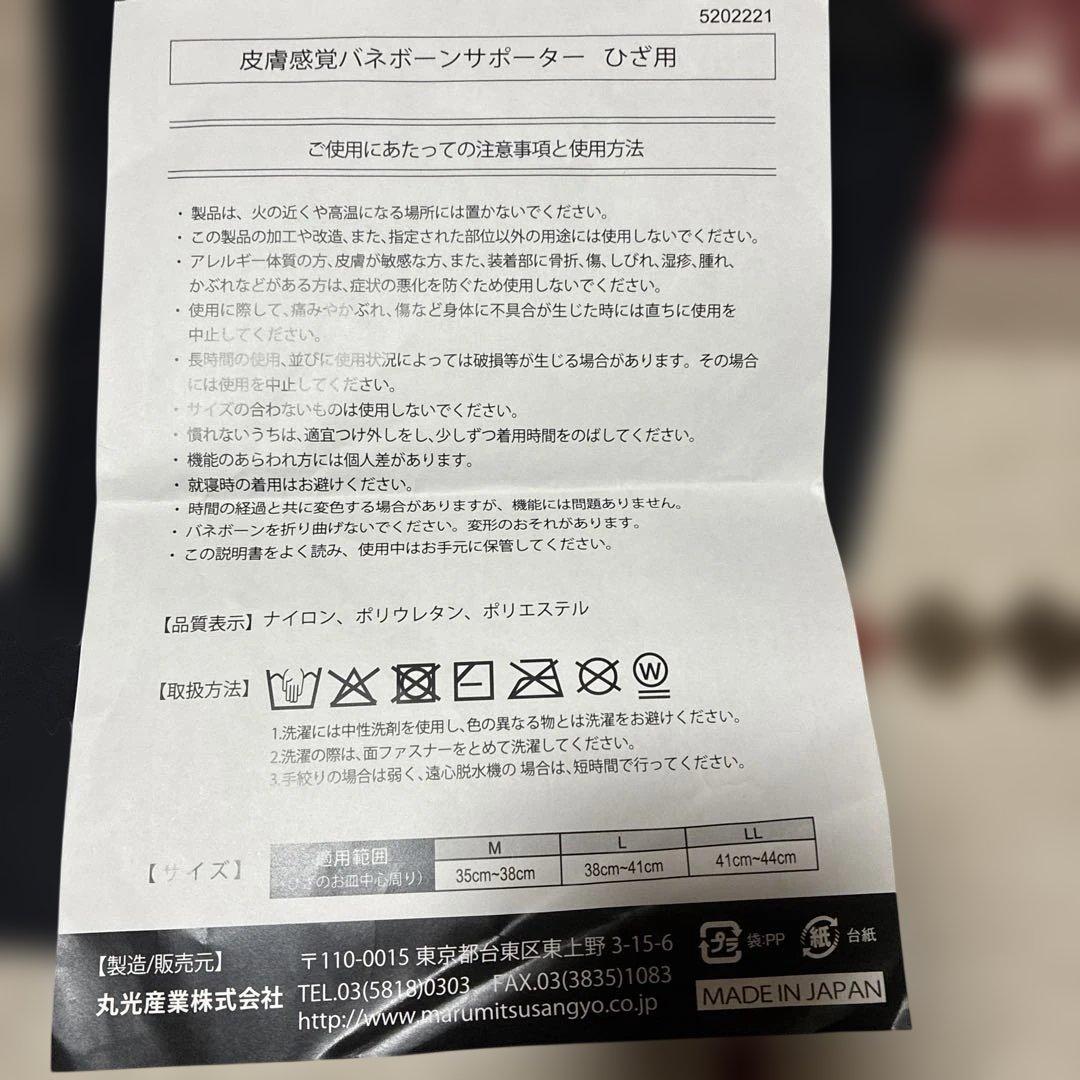 5202221
皮膚感覚バネボーンサポーター ひざ用
ご使用にあたっての注意事項と使用方法
・製品は、火の近くや高温になる場所には置かないでください。
・この製品の加工や改造、また、指定された部位以外の用途には使用しないでください。
・アレルギー体質の方、皮膚が敏感な方、また、装着部に骨折、傷、しびれ、湿疹、腫れ、
かぶれなどがある方は、症状の悪化を防ぐため使用しないでください。
・使用に際して、痛みやかぶれ、傷など身体に不具合が生じた時には直ちに使用を
中止してください。
・長時間の使用、並びに使用状況によっては破損等が生じる場合があります。その場合
には使用を中止してください。
・サイズの合わないものは使用しないでください。
・慣れないうちは、適宜つけ外しをし、少しずつ着用時間をのばしてください。
・機能のあらわれ方には個人差があります。
・就寝時の着用はお避けください。
・時間の経過と共に変色する場合がありますが、機能には問題ありません。
・バネボーンを折り曲げないでください。変形のおそれがあります。
・この説明書をよく読み、使用中はお手元に保管してください。
【品質表示】ナイロン、ポリウレタン、ポリエステル
【取扱方法】
W
1.洗濯には中性洗剤を使用し、色の異なる物とは洗濯をお避けください。
2.洗濯の際は、面ファスナーをとめて洗濯してください。
3.手絞りの場合は弱く、遠心脱水機の 場合は、短時間で行ってください。
【サイズ】
適用範囲
(ひざのお皿中心周り)
M L LL
35cm~38cm 38cm~41cm 41cm~44cm
【製造/販売元】
丸光産業株式会社
〒110-0015 東京都台東区東上野 3-15-6
TEL.03(5818)0303 FAX.03(3835)1083
http://www.marumitsusangyo.co.jp
プラ 袋:PP 紙 台紙
MADE IN JAPAN